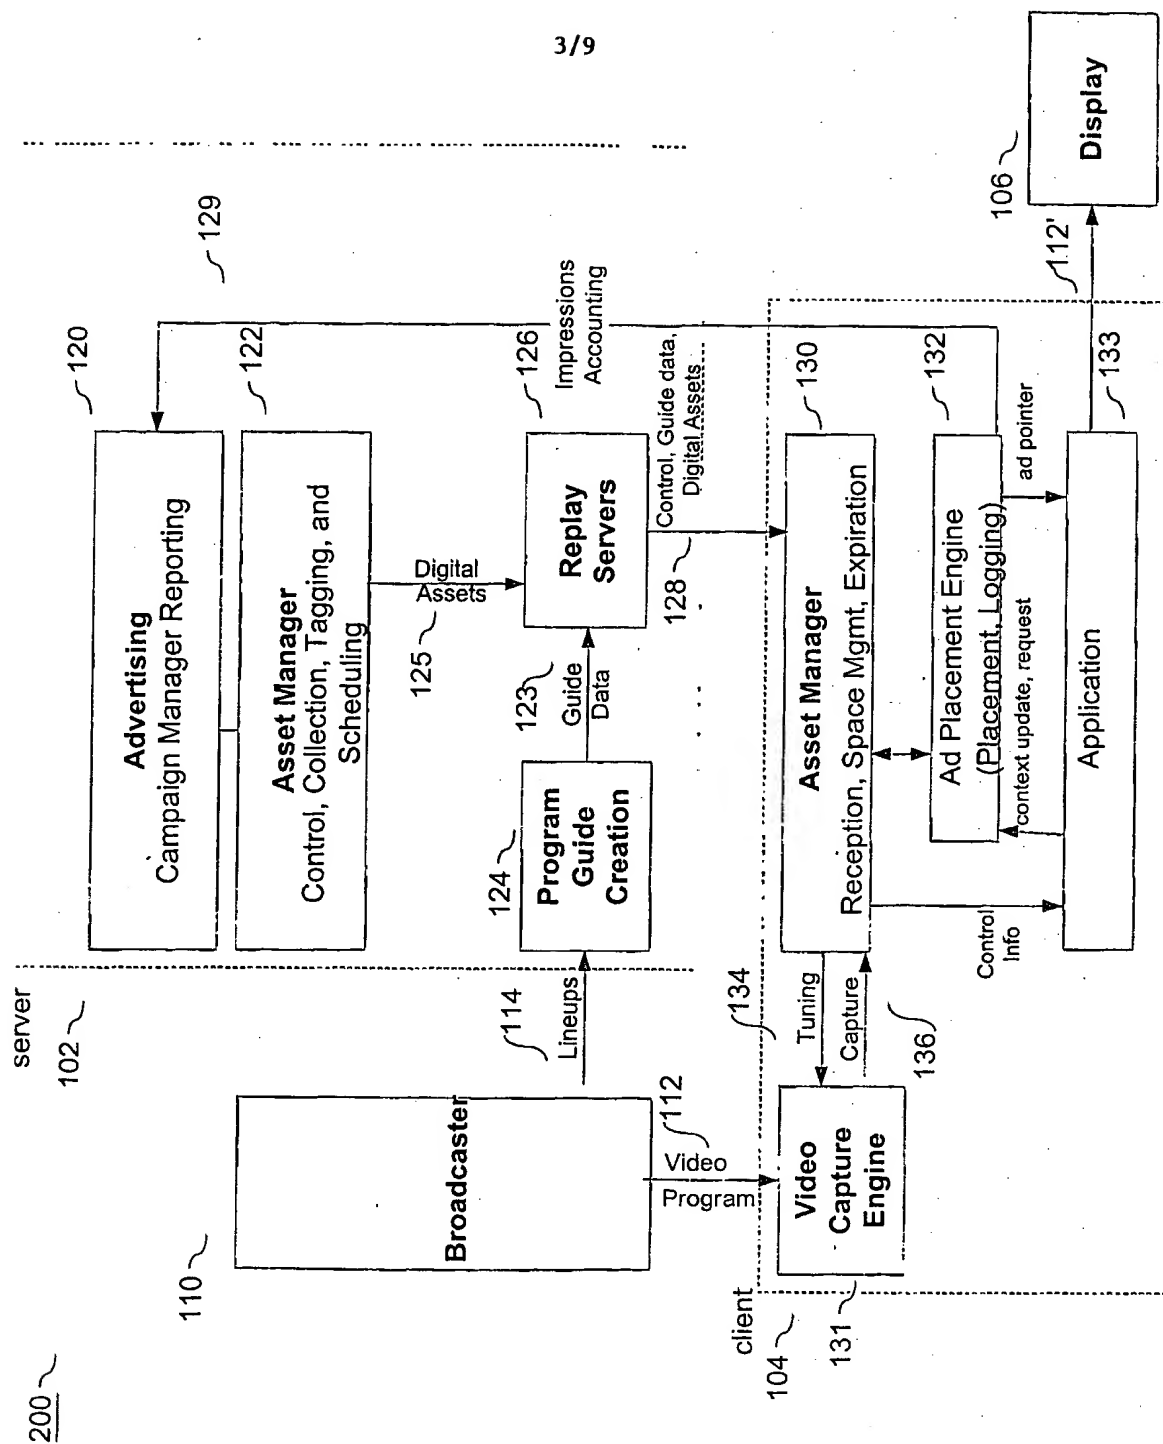 3/9
200
server
102
120
Advertising
Campaign Manager Reporting
129
122
Asset Manager
Control, Collection, Tagging, and
Scheduling
110
Broadcaster
114
Lineups
124
Program
Guide
Creation
123
Guide
Data
125
Digital
Assets
126
Replay
Servers
Impressions
Accounting
112
Video
Program
128
Control, Guide data,
Digital Assets
client
104
131
Video
Capture
Engine
134
Tuning
Capture
136
130
Asset Manager
Reception, Space Mgmt, Expiration
132
Ad Placement Engine
(Placement, Logging)
Control
Info
context update, request
ad pointer
133
Application
112'
106
Display